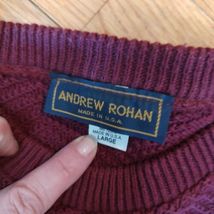 ANDREW ROHAN
MADE IN U.S.A.
MADE IN U.S.A.
LARGE